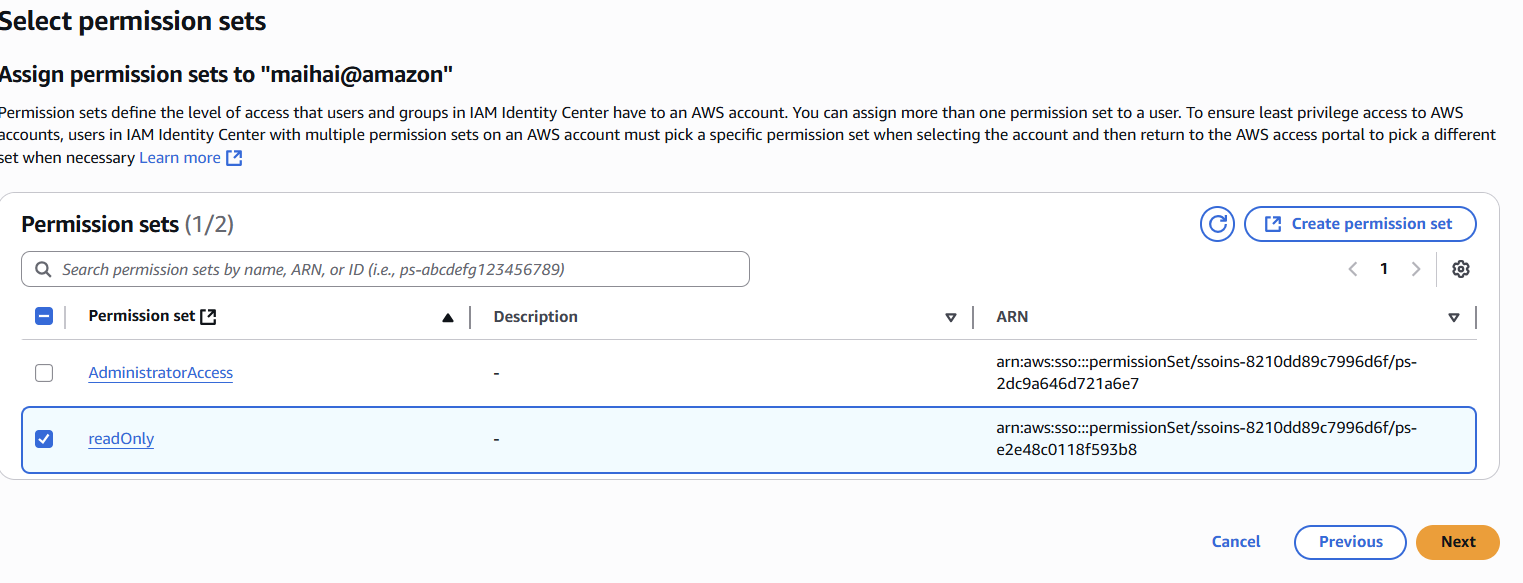 Select permission sets
Assign permission sets to "maihai@amazon"
Permission sets define the level of access that users and groups in IAM Identity Center have to an AWS account. You can assign more than one permission set to a user. To ensure least privilege access to AWS
accounts, users in IAM Identity Center with multiple permission sets on an AWS account must pick a specific permission set when selecting the account and then return to the AWS access portal to pick a different
set when necessary Learn more
Permission sets (1/2)
Create permission set
Search permission sets by name, ARN, or ID (i.e., ps-abcdefg123456789)
1
Permission set
Description
ARN
AdministratorAccess
-
arn:aws:sso:::permissionSet/ssoins-8210dd89c7996d6f/ps-
2dc9a646d721a6e7
readOnly
-
arn:aws:sso:::permissionSet/ssoins-8210dd89c7996d6f/ps-
e2e48c0118f593b8
Cancel
Previous
Next